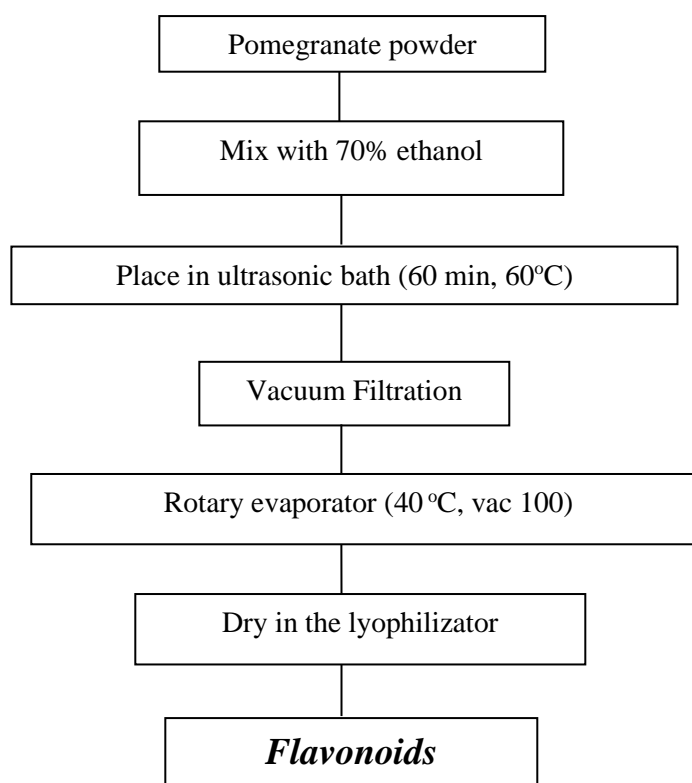 Pomegranate powder
Mix with 70% ethanol
Place in ultrasonic bath (60 min, 60°C)
Vacuum Filtration
Rotary evaporator (40 °C, vac 100)
Dry in the lyophilizator
Flavonoids